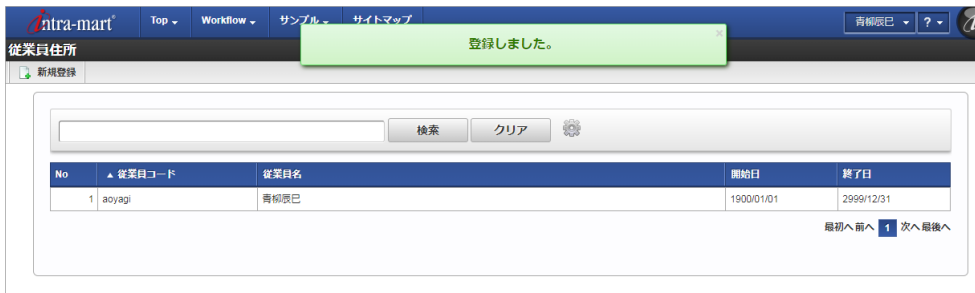 intra-mart Top Workflow サンプル サイトマップ 青柳辰巳 ?
従業員住所
登録しました。 ×
新規登録
検索 クリア
No ▲ 従業員コード 従業員名 開始日 終了日
1 aoyagi 青柳辰巳 1900/01/01 2999/12/31
最初へ 前へ 1 次へ 最後へ